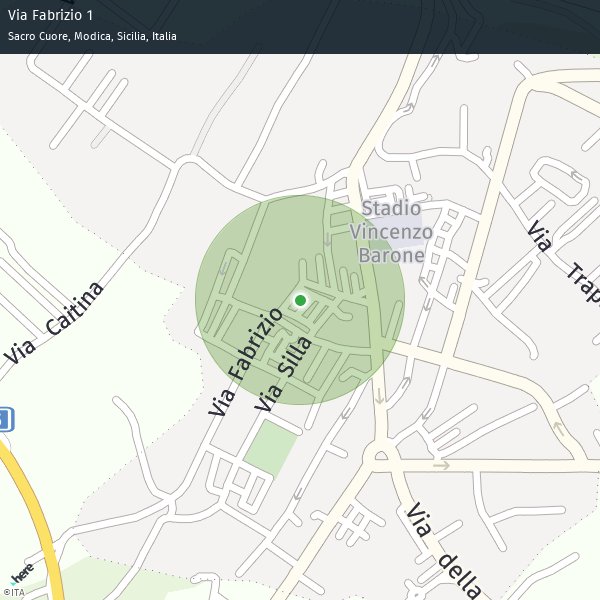 Via Fabrizio 1
Sacro Cuore, Modica, Sicilia, Italia
Stadio
Vincenzo
Barone
Via Trap
Via Caitina
Via Fabrizio
Via Silla
Via della
here
©ITA